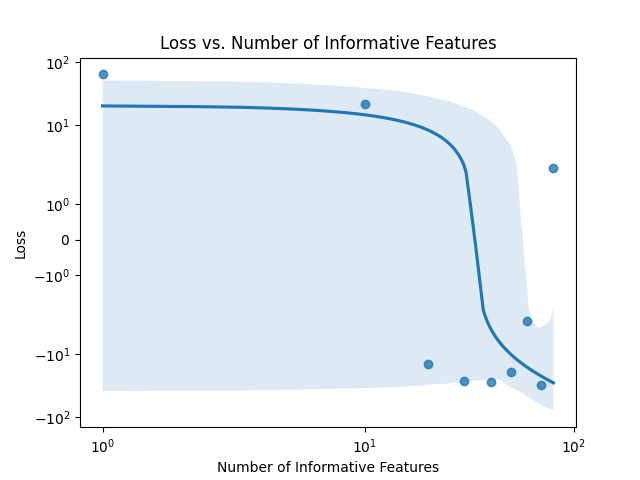 Loss vs. Number of Informative Features
Loss
10²
10¹
10⁰
0
−10⁰
−10¹
−10²
10⁰ 10¹ 10²
Number of Informative Features